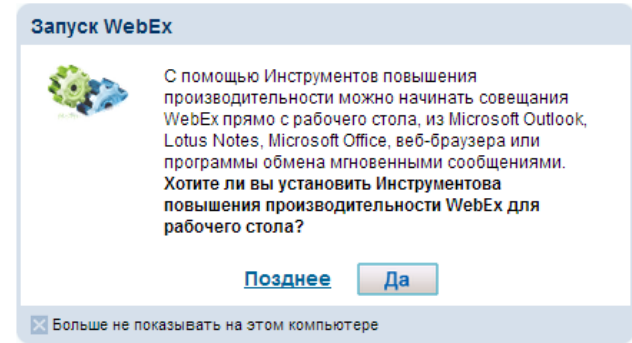 Запуск WebEx
С помощью Инструментов повышения
производительности можно начинать совещания
WebEx прямо с рабочего стола, из Microsoft Outlook,
Lotus Notes, Microsoft Office, веб-браузера или
программы обмена мгновенными сообщениями.
Хотите ли вы установить Инструментова
повышения производительности WebEx для
рабочего стола?
Позднее Да
Больше не показывать на этом компьютере